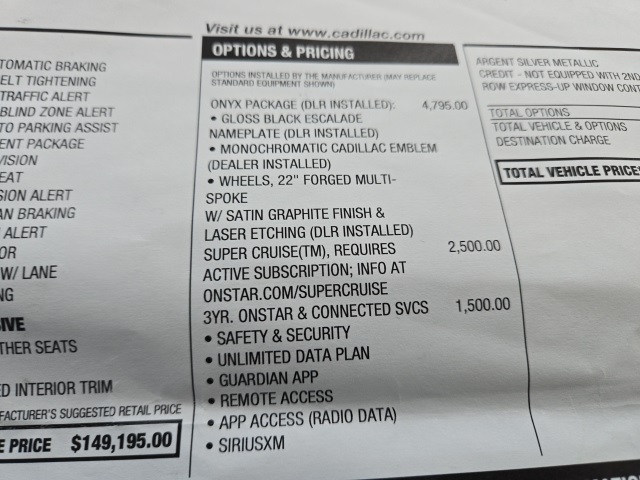 Visit us at www.cadillac.com
TOMATIC BRAKING
ELT TIGHTENING
TRAFFIC ALERT
BLIND ZONE ALERT
TO PARKING ASSIST
ENT PACKAGE
VISION
EAT
SION ALERT
AN BRAKING
ALERT
OR
W/ LANE
NG
IVE
THER SEATS
D INTERIOR TRIM
FACTURER'S SUGGESTED RETAIL PRICE
E PRICE $149,195.00
OPTIONS & PRICING
OPTIONS INSTALLED BY THE MANUFACTURER (MAY REPLACE
STANDARD EQUIPMENT SHOWN)
ONYX PACKAGE (DLR INSTALLED): 4,795.00
• GLOSS BLACK ESCALADE
NAMEPLATE (DLR INSTALLED)
• MONOCHROMATIC CADILLAC EMBLEM
(DEALER INSTALLED)
• WHEELS, 22" FORGED MULTI-
SPOKE
W/ SATIN GRAPHITE FINISH &
LASER ETCHING (DLR INSTALLED)
SUPER CRUISE(TM), REQUIRES 2,500.00
ACTIVE SUBSCRIPTION; INFO AT
ONSTAR.COM/SUPERCRUISE
3YR. ONSTAR & CONNECTED SVCS 1,500.00
• SAFETY & SECURITY
• UNLIMITED DATA PLAN
• GUARDIAN APP
• REMOTE ACCESS
• APP ACCESS (RADIO DATA)
• SIRIUSXM
ARGENT SILVER METALLIC
CREDIT - NOT EQUIPPED WITH 2ND
ROW EXPRESS-UP WINDOW CONT
TOTAL OPTIONS
TOTAL VEHICLE & OPTIONS
DESTINATION CHARGE
TOTAL VEHICLE PRICE